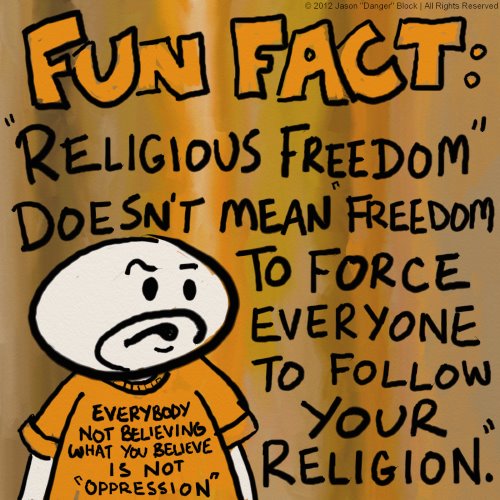 © 2012 Jason "Danger" Block | All Rights Reserved
FUN FACT:
"RELIGIOUS FREEDOM"
DOESN'T MEAN "FREEDOM
TO FORCE
EVERYONE
TO FOLLOW
YOUR
RELIGION."
EVERYBODY
NOT BELIEVING
WHAT YOU BELIEVE
IS NOT
"OPPRESSION"